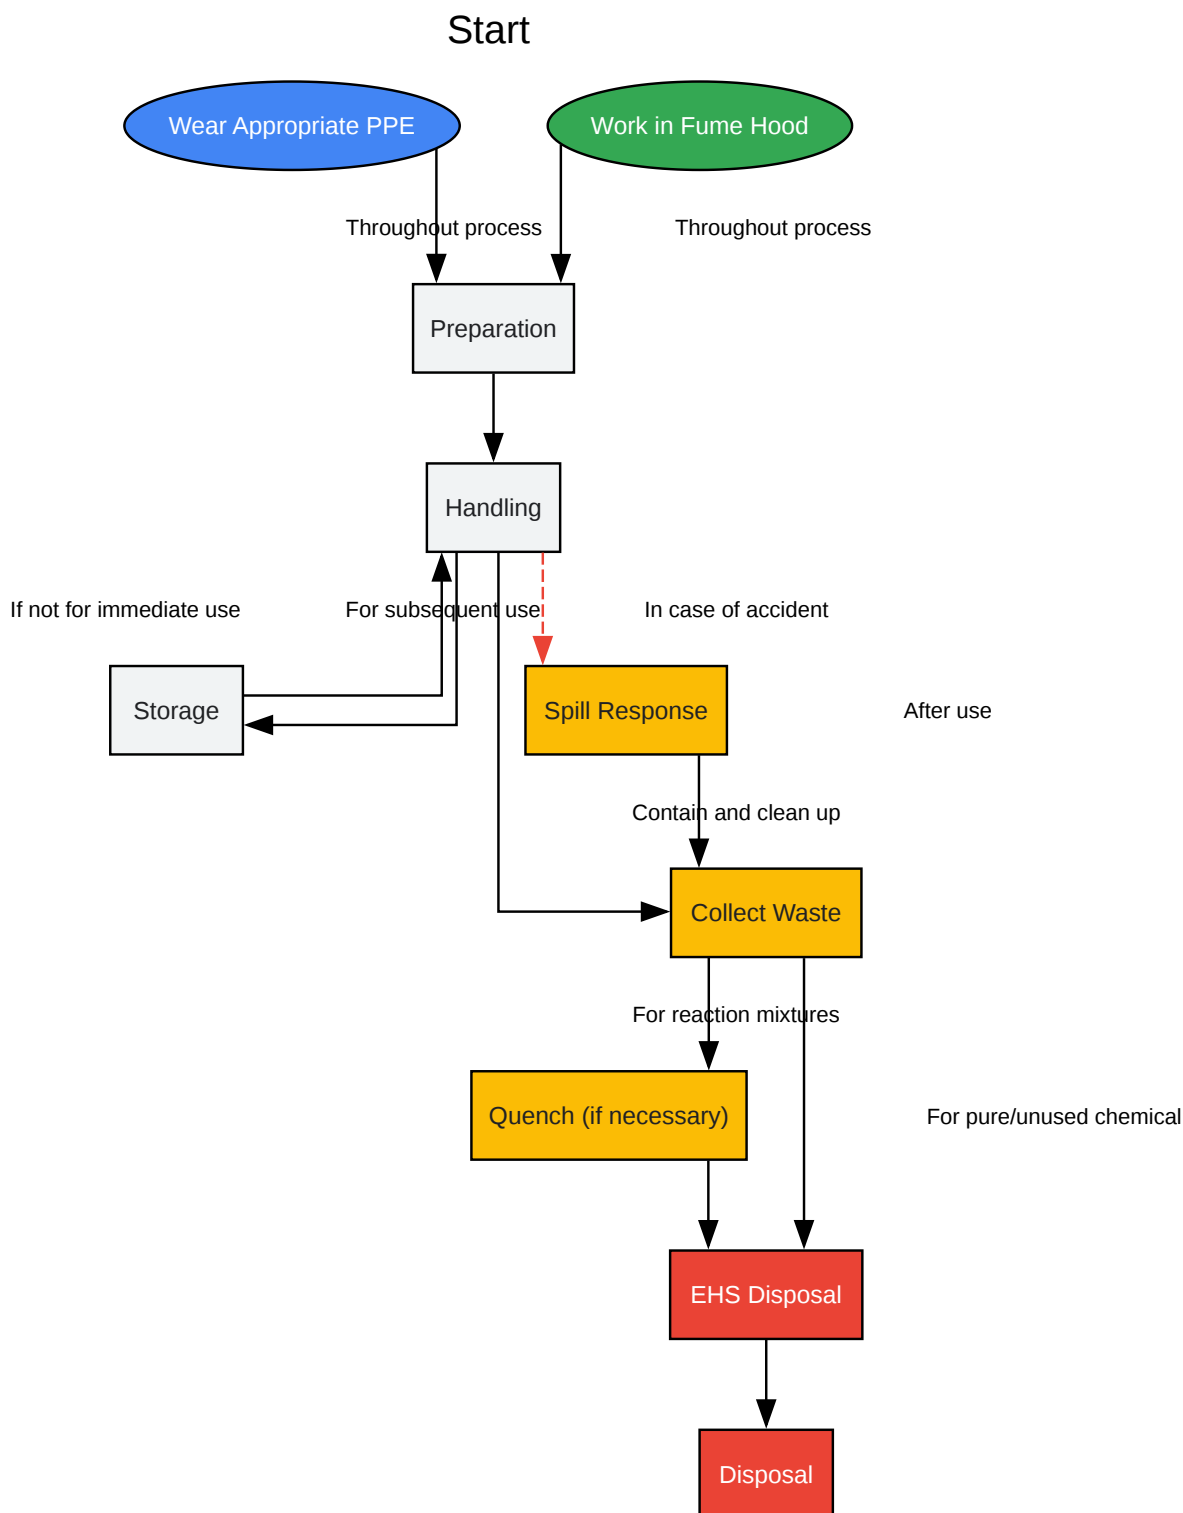 Start
Wear Appropriate PPE
Work in Fume Hood
Throughout process
Throughout process
Preparation
Handling
If not for immediate use
For subsequent use
In case of accident
Storage
Spill Response
After use
Contain and clean up
Collect Waste
For reaction mixtures
Quench (if necessary)
For pure/unused chemical
EHS Disposal
Disposal